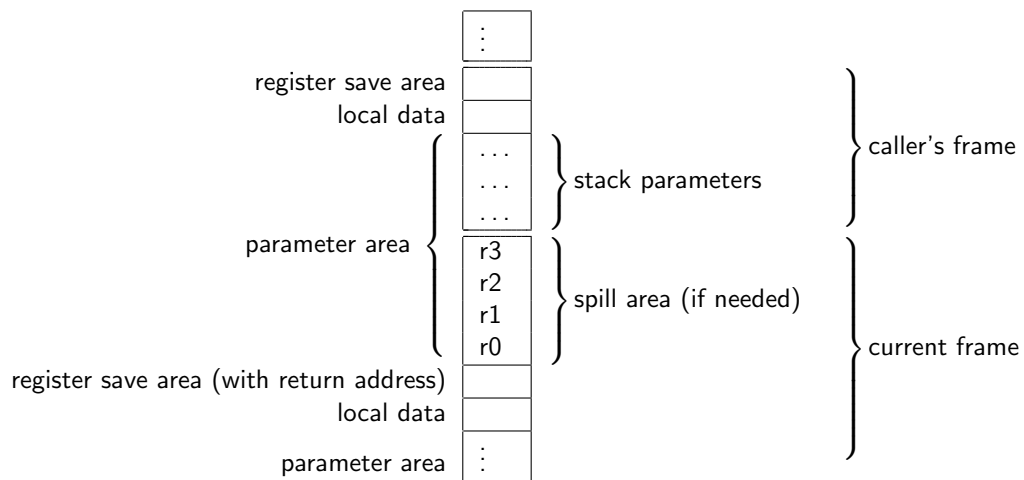 ⋮
register save area
local data
. . .
caller's frame
. . .
stack parameters
. . .
parameter area
r3
r2
spill area (if needed)
r1
r0
current frame
register save area (with return address)
local data
⋮
parameter area